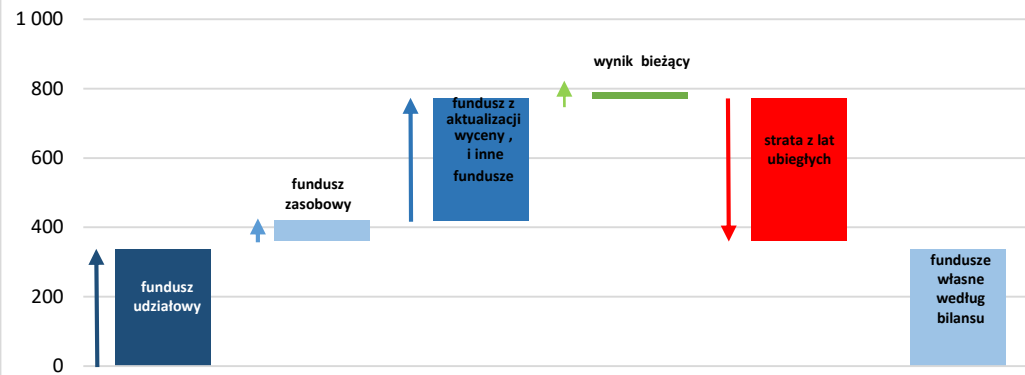 1 000
800
600
400
200
0
fundusz
udziałowy
fundusz
zasobowy
fundusz z
aktualizacji
wyceny ,
i inne
fundusze
wynik bieżący
strata z lat
ubiegłych
fundusze
własne
według
bilansu